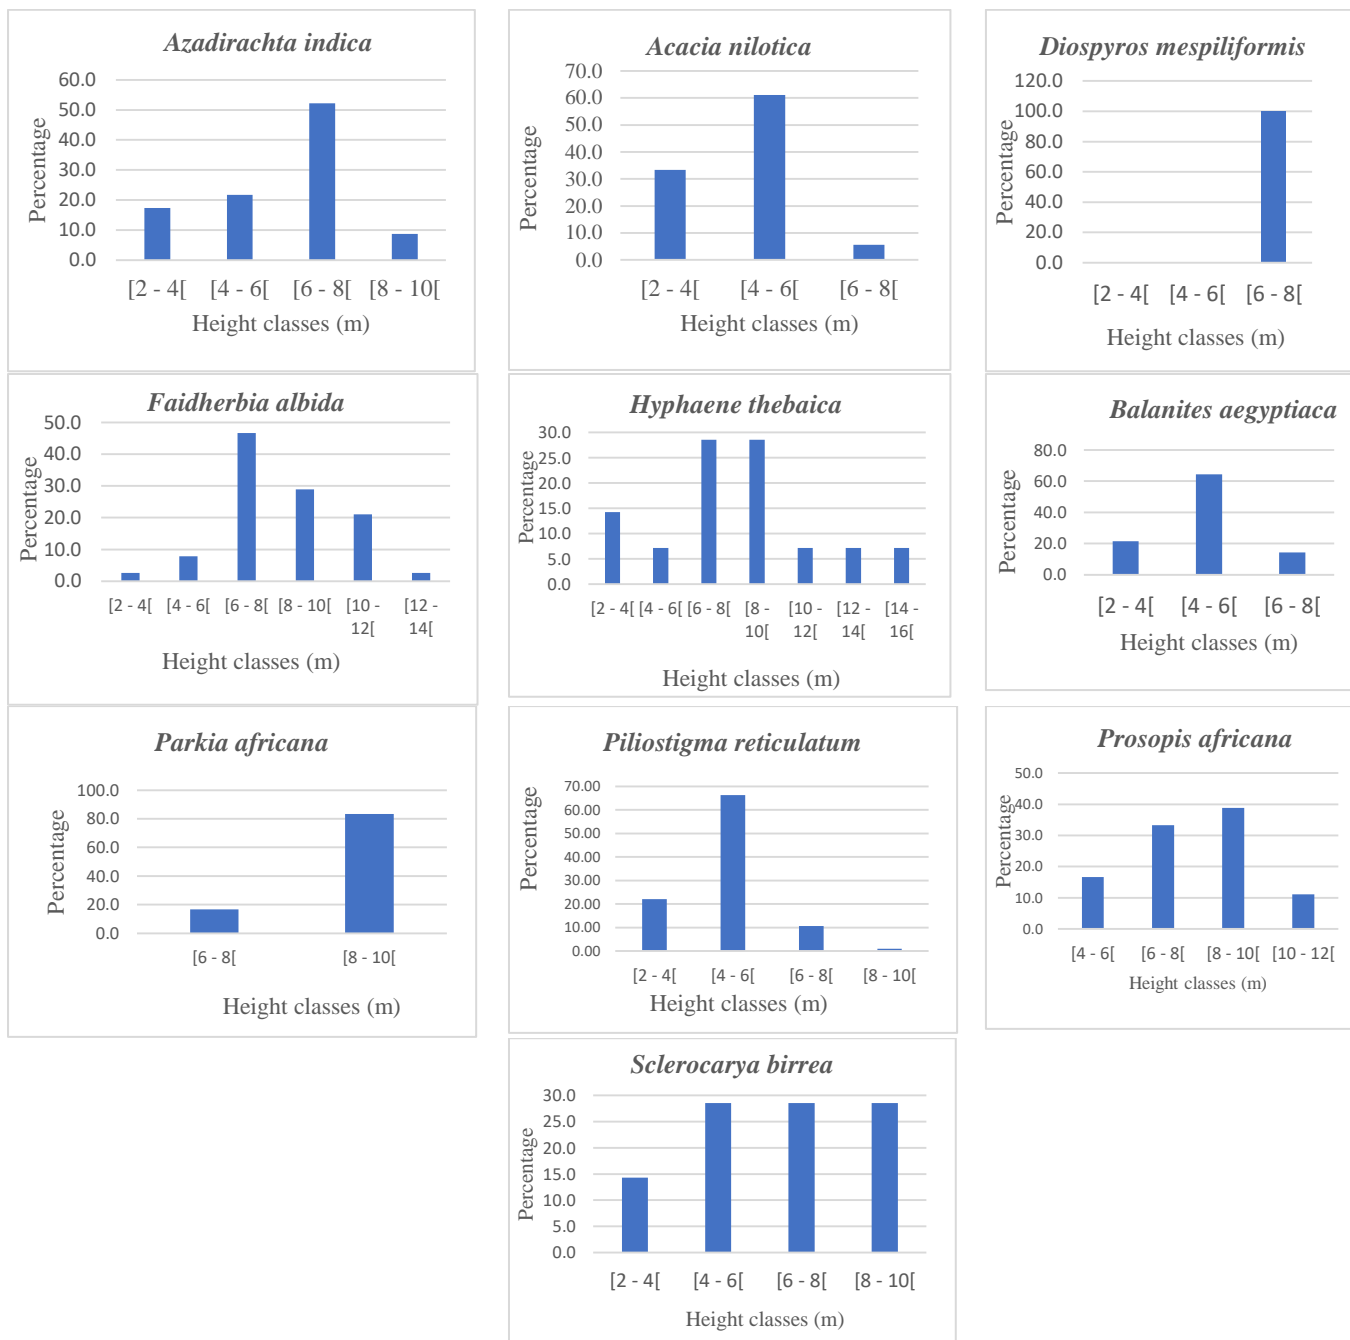 Azadirachta indica
60.0
50.0
40.0
30.0
20.0
10.0
0.0
Percentage
[2 - 4[ [4 - 6[ [6 - 8[ [8 - 10[
Height classes (m)
Acacia nilotica
70.0
60.0
50.0
40.0
30.0
20.0
10.0
0.0
Percentage
[2 - 4[ [4 - 6[ [6 - 8[
Height classes (m)
Diospyros mespiliformis
120.0
100.0
80.0
60.0
40.0
20.0
0.0
Percentage
[2 - 4[ [4 - 6[ [6 - 8[
Height classes (m)
Faidherbia albida
50.0
40.0
30.0
20.0
10.0
0.0
Percentage
[2 - 4[ [4 - 6[ [6 - 8[ [8 - 10[ [10 - [12 -
12[ 14[
Height classes (m)
Hyphaene thebaica
30.0
25.0
20.0
15.0
10.0
5.0
0.0
Percentage
[2 - 4[ [4 - 6[ [6 - 8[ [8 - [10 - [12 - [14 -
10[ 12[ 14[ 16[
Height classes (m)
Balanites aegyptiaca
80.0
60.0
40.0
20.0
0.0
Percentage
[2 - 4[ [4 - 6[ [6 - 8[
Height classes (m)
Parkia africana
100.0
80.0
60.0
40.0
20.0
0.0
Percentage
[6 - 8[ [8 - 10[
Height classes (m)
Piliostigma reticulatum
70.00
60.00
50.00
40.00
30.00
20.00
10.00
0.00
Percentage
[2 - 4[ [4 - 6[ [6 - 8[ [8 - 10[
Height classes (m)
Prosopis africana
50.0
40.0
30.0
20.0
10.0
0.0
Percentage
[4 - 6[ [6 - 8[ [8 - 10[ [10 - 12[
Height classes (m)
Sclerocarya birrea
30.0
25.0
20.0
15.0
10.0
5.0
0.0
Percentage
[2 - 4[ [4 - 6[ [6 - 8[ [8 - 10[
Height classes (m)